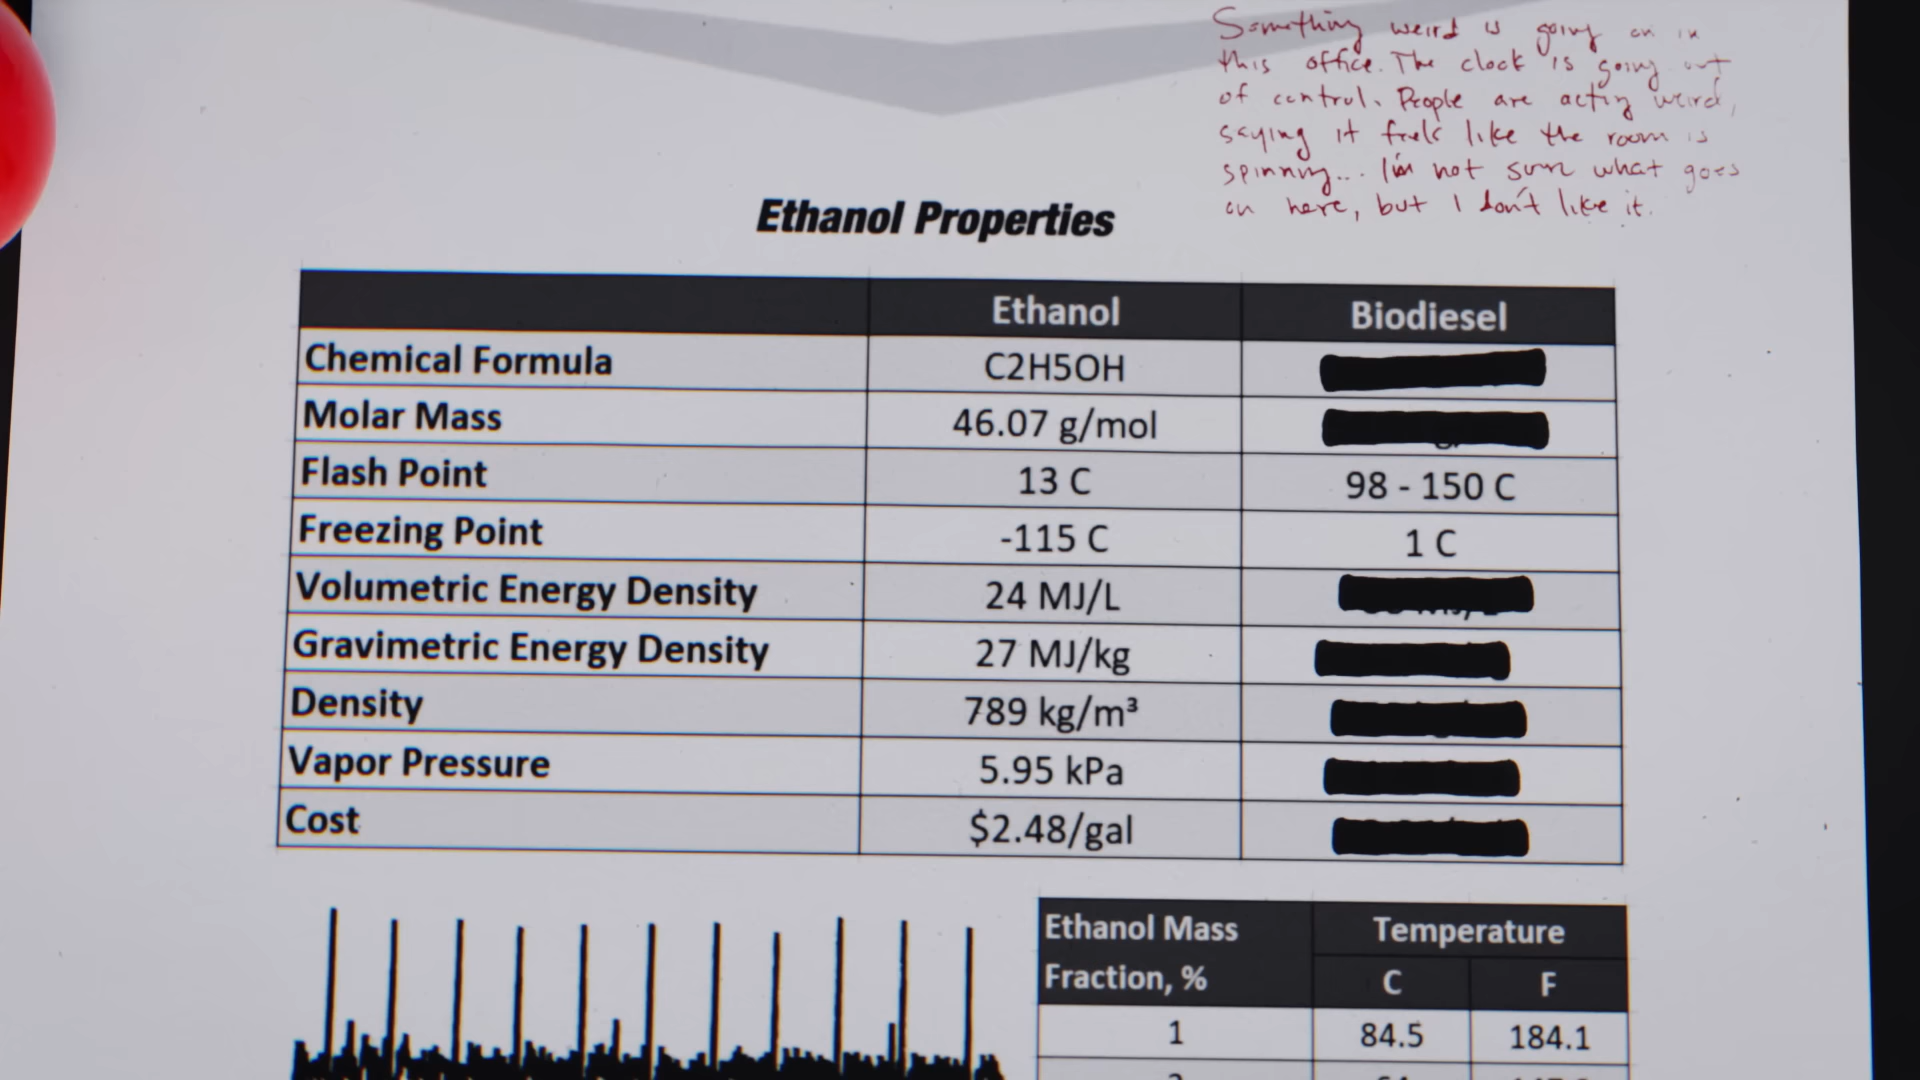 Something weird is going on in
this office. The clock is going out
of control. People are acting weird,
saying it feels like the room is
spinning... I'm not sure what goes
on here, but I don't like it.
Ethanol Properties
Ethanol Biodiesel
Chemical Formula C2H5OH
Molar Mass 46.07 g/mol
Flash Point 13 C 98 - 150 C
Freezing Point -115 C 1 C
Volumetric Energy Density 24 MJ/L
Gravimetric Energy Density 27 MJ/kg
Density 789 kg/m³
Vapor Pressure 5.95 kPa
Cost $2.48/gal
Ethanol Mass Temperature
Fraction, % C F
1 84.5 184.1